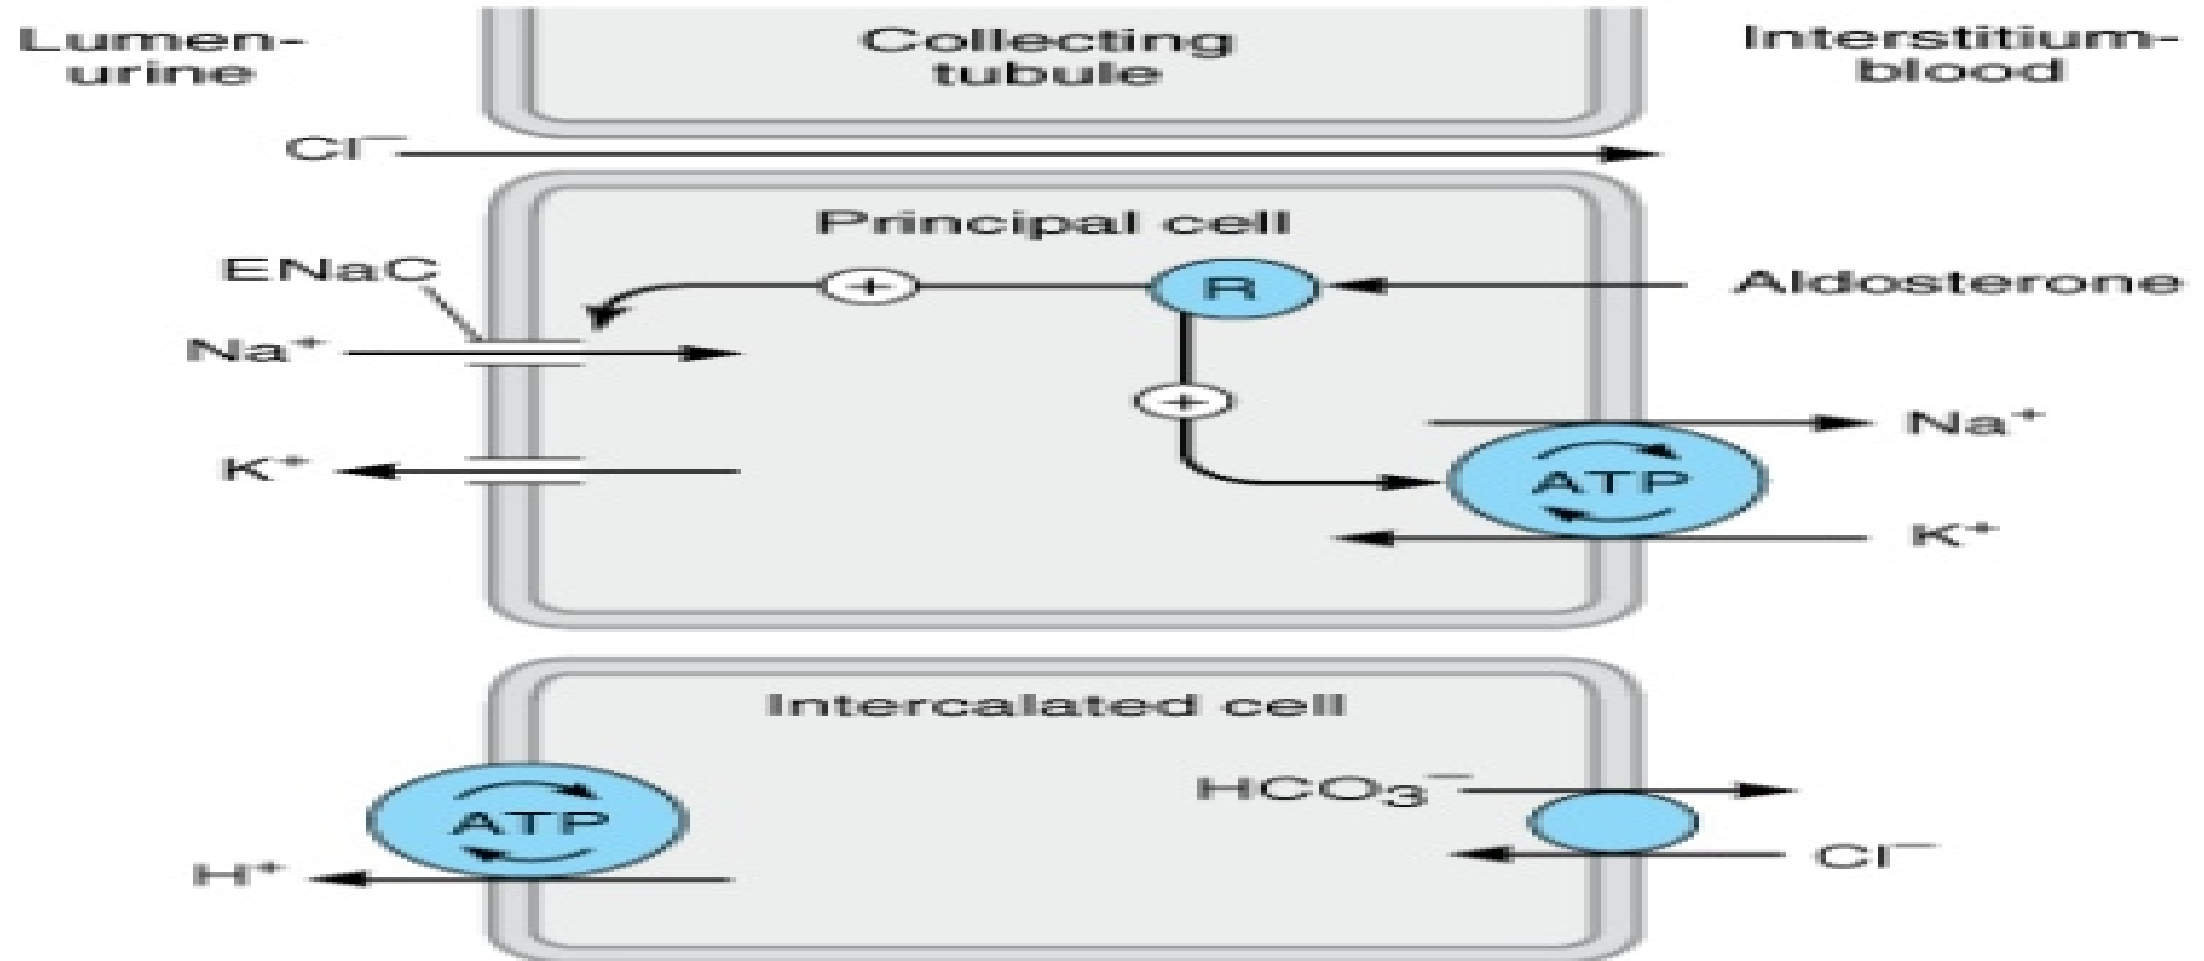 Lumen-
urine
Collecting
tubule
Interstitium-
blood
Cl⁻
Principal cell
ENaC
+
R
Aldosterone
Na⁺
+
Na⁺
K⁺
ATP
K⁺
Intercalated cell
HCO₃⁻
ATP
Cl⁻
H⁺